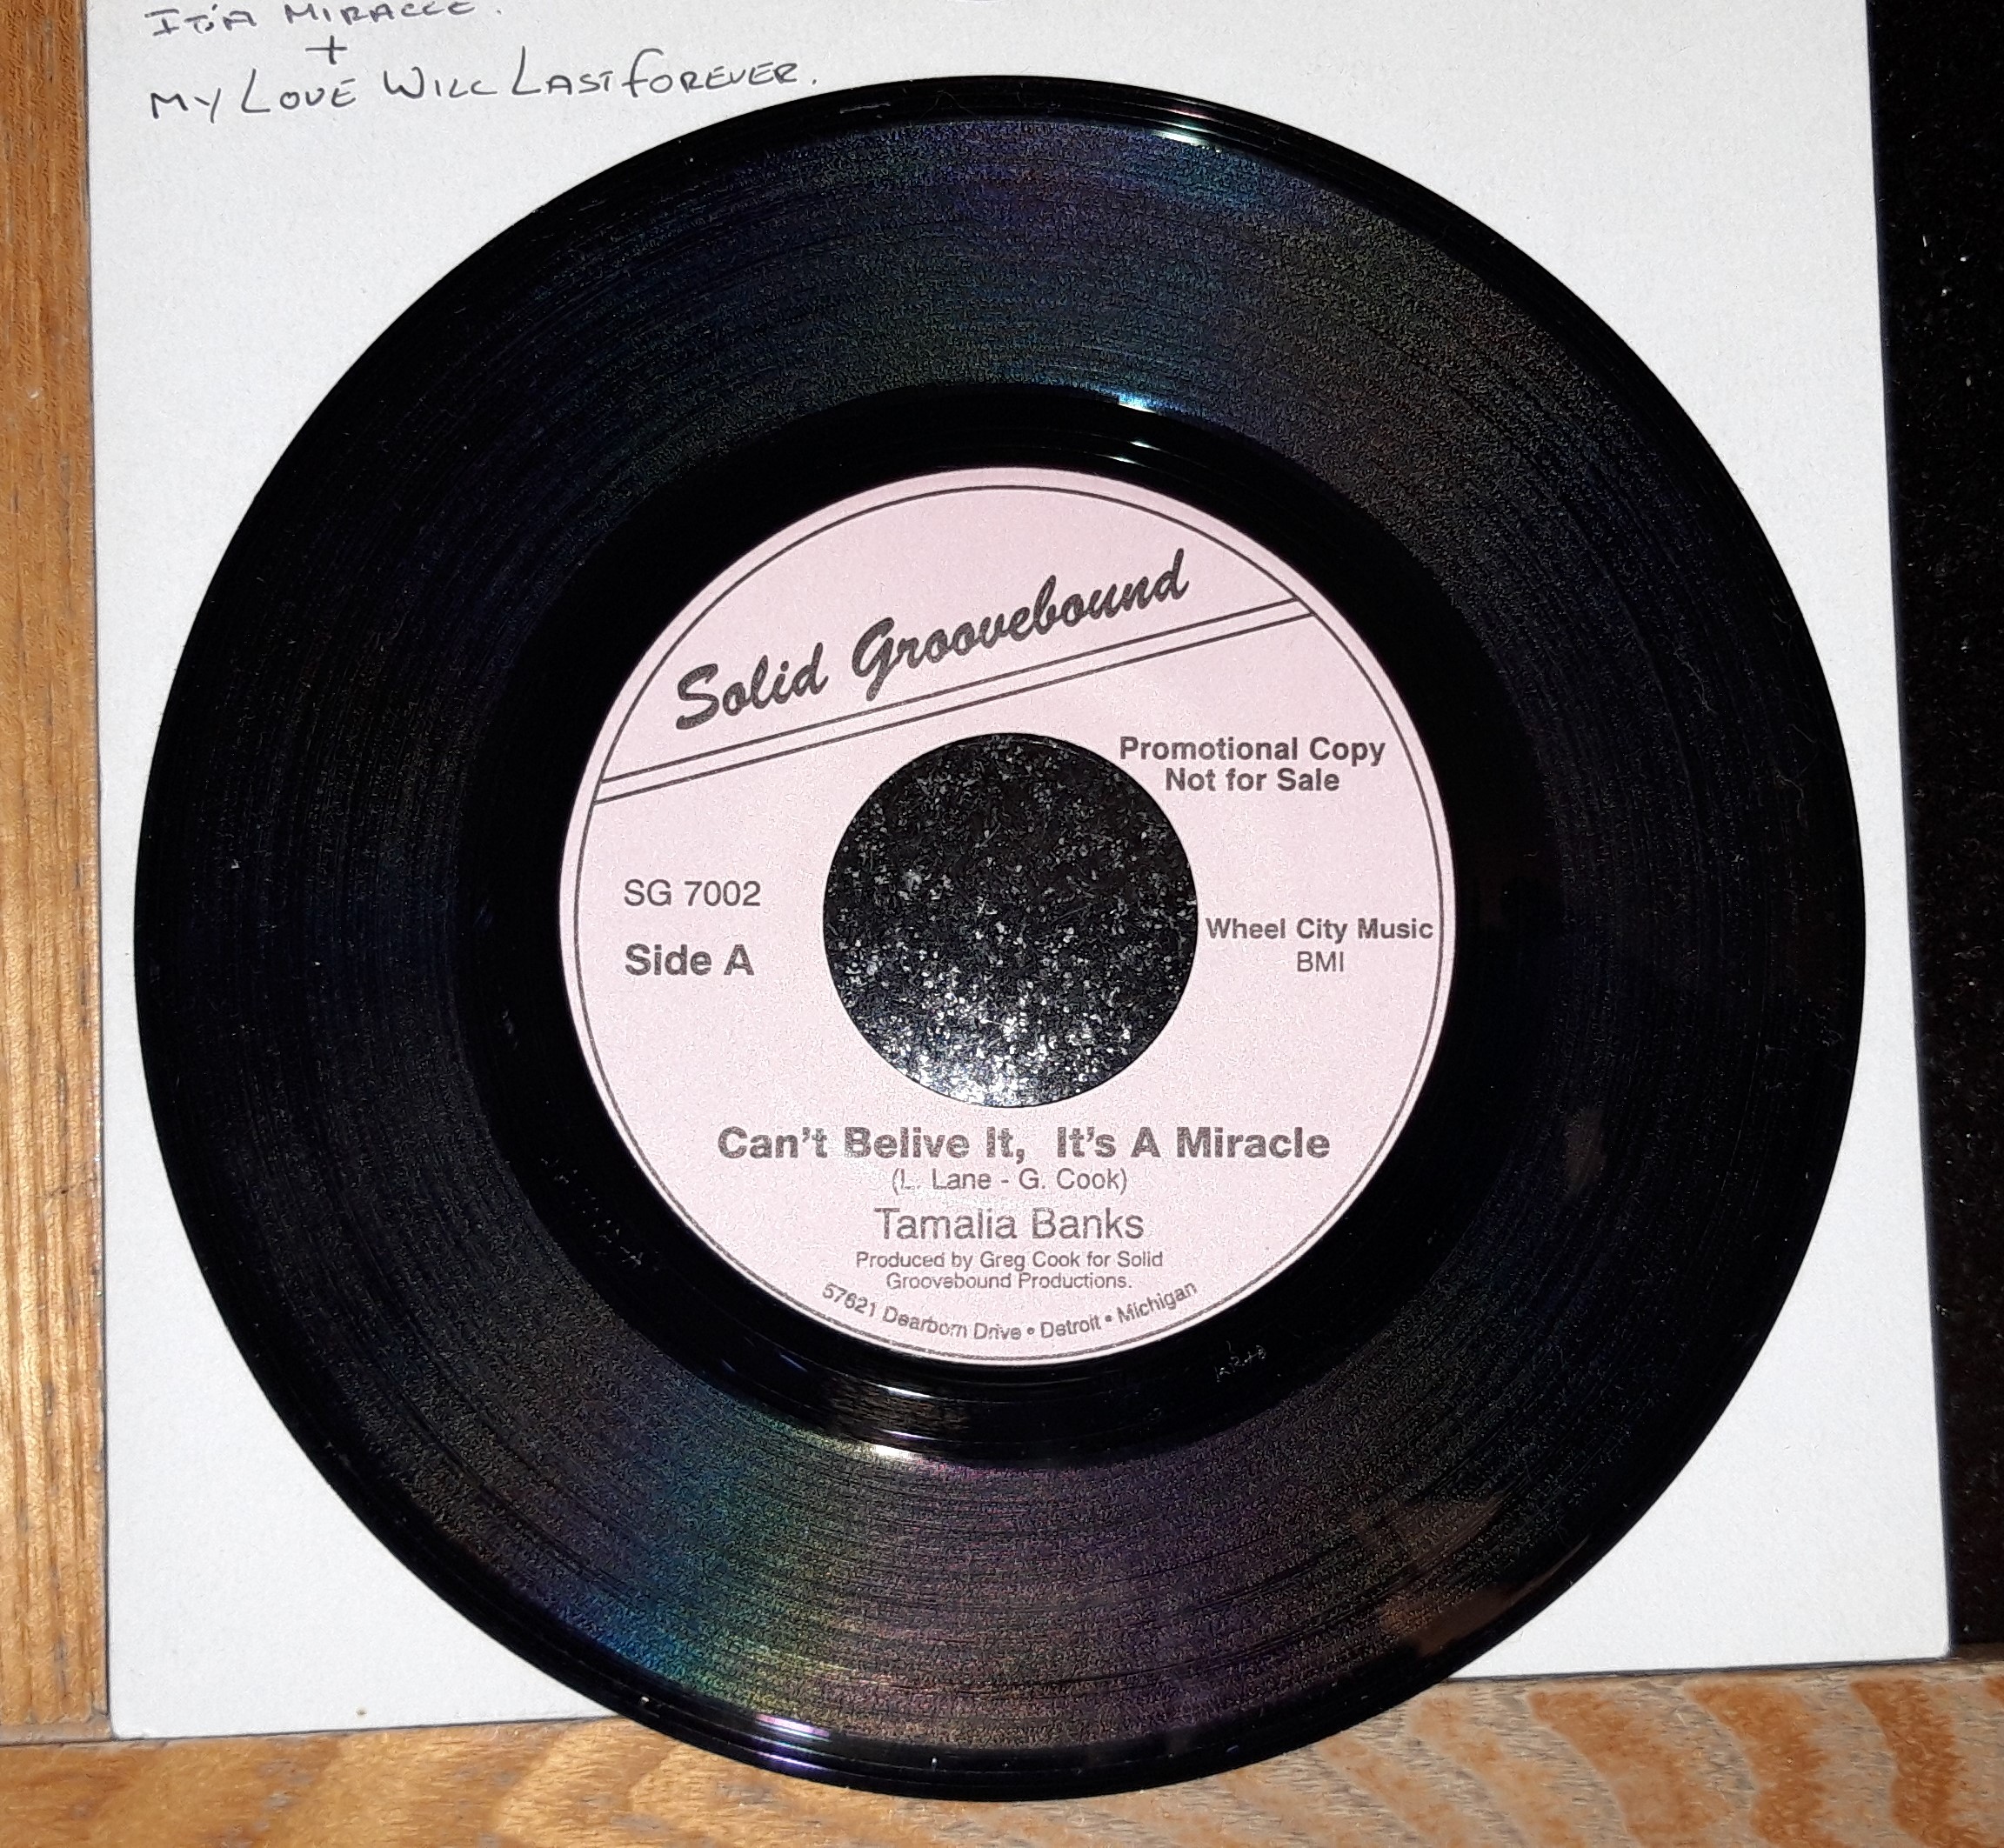 IT'A MIRACLE.
+
MY LOVE WILL LAST FOREVER.
Solid Groovebound
Promotional Copy
Not for Sale
SG 7002
Side A
Wheel City Music
BMI
Can't Belive It, It's A Miracle
(L. Lane - G. Cook)
Tamalia Banks
Produced by Greg Cook for Solid
Groovebound Productions.
57621 Dearborn Drive • Detroit • Michigan